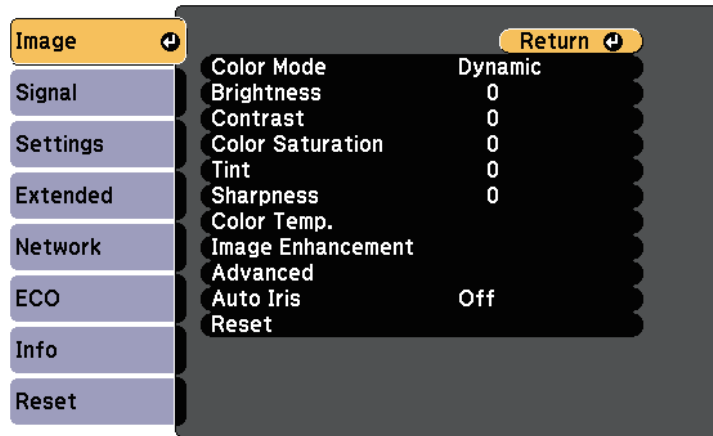 Image
Signal
Settings
Extended
Network
ECO
Info
Reset
Return
Color Mode Dynamic
Brightness 0
Contrast 0
Color Saturation 0
Tint 0
Sharpness 0
Color Temp.
Image Enhancement
Advanced
Auto Iris Off
Reset